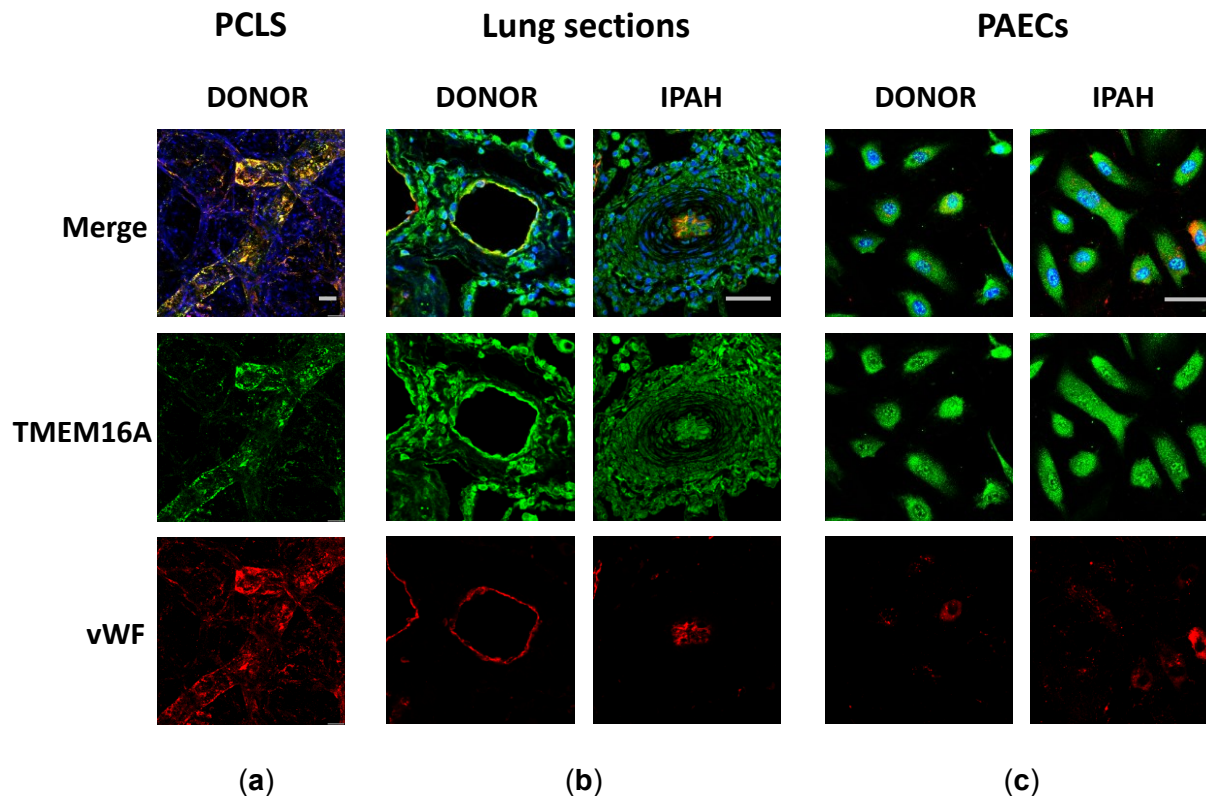 PCLS Lung sections PAECs
DONOR DONOR IPAH DONOR IPAH
Merge
TMEM16A
vWF
(a) (b) (c)